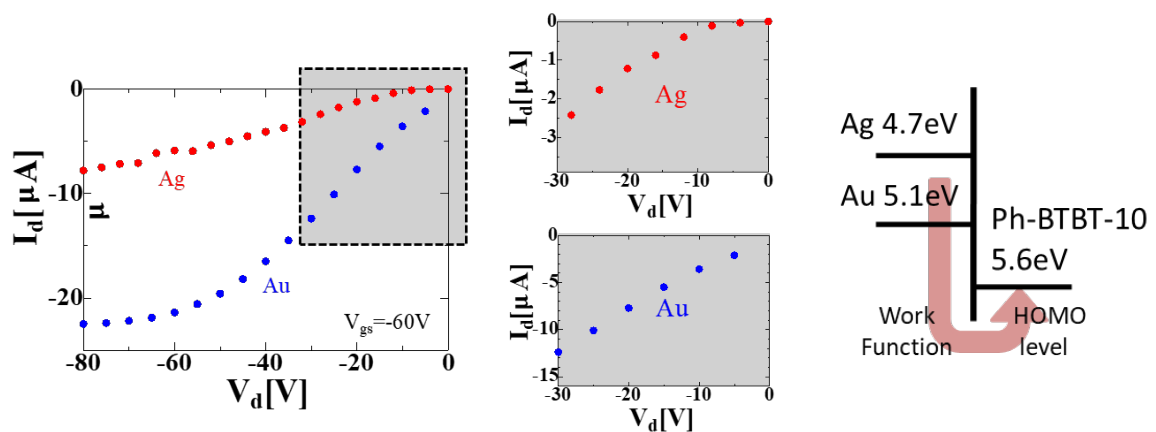 0
-10
-20
I_d[μA]
μ
Ag
Au
V_gs=-60V
-80 -60 -40 -20 0
V_d[V]
0
-1
-2
-3
I_d[μA]
Ag
-30 -20 -10 0
V_d[V]
0
-5
-10
-15
I_d[μA]
Au
-30 -20 -10 0
V_d[V]
Ag 4.7eV
Au 5.1eV
Ph-BTBT-10
5.6eV
Work
Function
HOMO
level